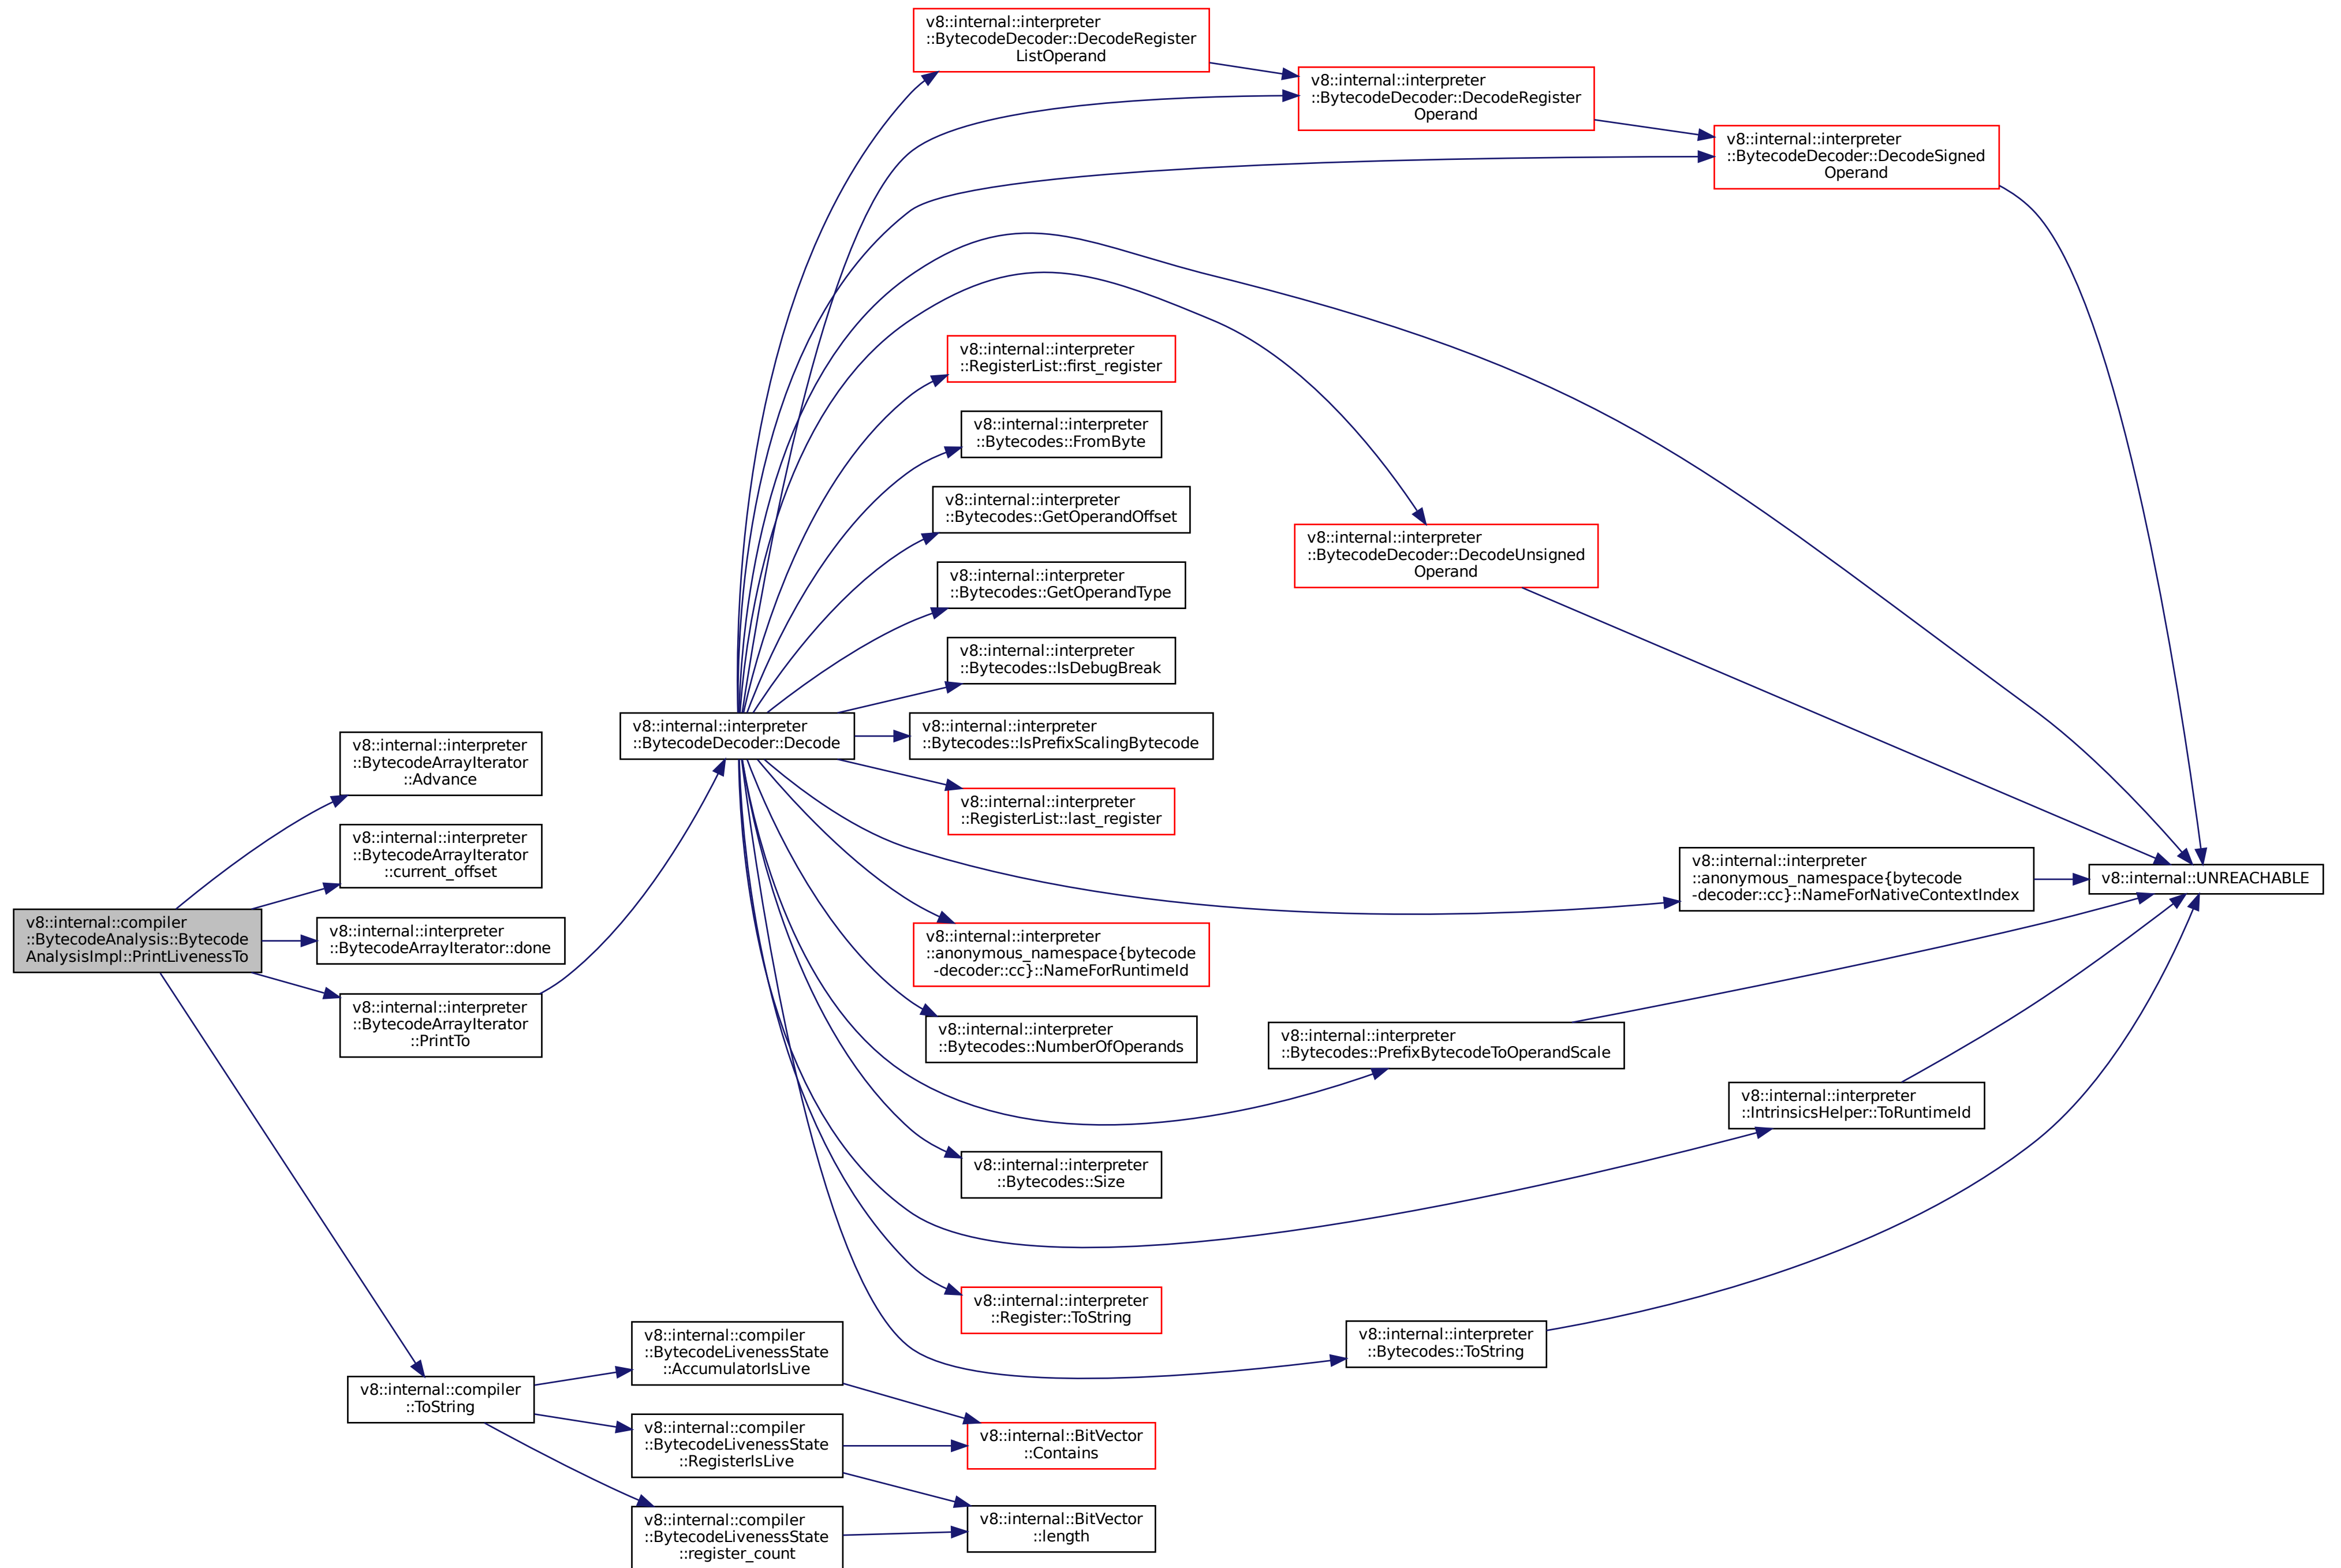 v8::internal::interpreter
::BytecodeDecoder::DecodeRegister
ListOperand
v8::internal::interpreter
::BytecodeDecoder::DecodeRegister
Operand
v8::internal::interpreter
::BytecodeDecoder::DecodeSigned
Operand
v8::internal::interpreter
::RegisterList::first_register
v8::internal::interpreter
::Bytecodes::FromByte
v8::internal::interpreter
::Bytecodes::GetOperandOffset
v8::internal::interpreter
::BytecodeDecoder::DecodeUnsigned
Operand
v8::internal::interpreter
::Bytecodes::GetOperandType
v8::internal::interpreter
::Bytecodes::IsDebugBreak
v8::internal::interpreter
::BytecodeDecoder::Decode
v8::internal::interpreter
::Bytecodes::IsPrefixScalingBytecode
v8::internal::interpreter
::BytecodeArrayIterator
::Advance
v8::internal::interpreter
::RegisterList::last_register
v8::internal::interpreter
::BytecodeArrayIterator
::current_offset
v8::internal::interpreter
::anonymous_namespace{bytecode
-decoder::cc}::NameForNativeContextIndex
v8::internal::UNREACHABLE
v8::internal::compiler
::BytecodeAnalysis::Bytecode
AnalysisImpl::PrintLivenessTo
v8::internal::interpreter
::BytecodeArrayIterator::done
v8::internal::interpreter
::anonymous_namespace{bytecode
-decoder::cc}::NameForRuntimeId
v8::internal::interpreter
::BytecodeArrayIterator
::PrintTo
v8::internal::interpreter
::Bytecodes::NumberOfOperands
v8::internal::interpreter
::Bytecodes::PrefixBytecodeToOperandScale
v8::internal::interpreter
::IntrinsicsHelper::ToRuntimeId
v8::internal::interpreter
::Bytecodes::Size
v8::internal::interpreter
::Register::ToString
v8::internal::interpreter
::Bytecodes::ToString
v8::internal::compiler
::BytecodeLivenessState
::AccumulatorIsLive
v8::internal::compiler
::ToString
v8::internal::compiler
::BytecodeLivenessState
::RegisterIsLive
v8::internal::BitVector
::Contains
v8::internal::compiler
::BytecodeLivenessState
::register_count
v8::internal::BitVector
::length